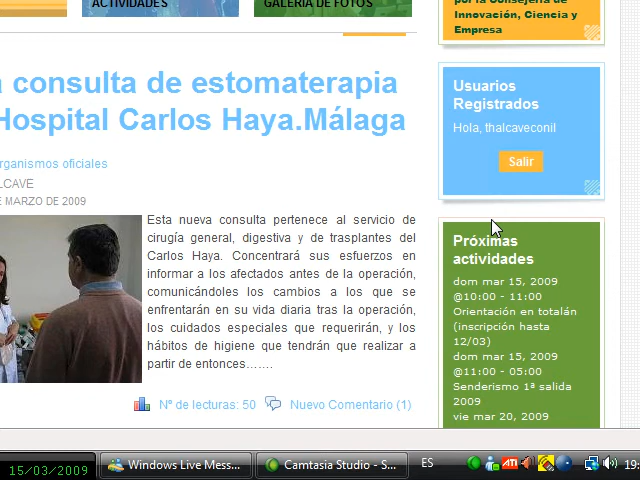 ACTIVIDADES
GALERÍA DE FOTOS
por la Consejería de
Innovación, Ciencia y
Empresa
a consulta de estomaterapia
Hospital Carlos Haya.Málaga
rganismos oficiales
LCAVE
E MARZO DE 2009
Esta nueva consulta pertenece al servicio de
cirugía general, digestiva y de trasplantes del
Carlos Haya. Concentrará sus esfuerzos en
informar a los afectados antes de la operación,
comunicándoles los cambios a los que se
enfrentarán en su vida diaria tras la operación,
los cuidados especiales que requerirán, y los
hábitos de higiene que tendrán que realizar a
partir de entonces.......
Nº de lecturas: 50
Nuevo Comentario (1)
Usuarios
Registrados
Hola, thalcaveconil
Salir
Próximas
actividades
dom mar 15, 2009
@10:00 - 11:00
Orientación en totalán
(inscripción hasta
12/03)
dom mar 15, 2009
@11:00 - 05:00
Senderismo 1ª salida
2009
vie mar 20, 2009
15/03/2009
Windows Live Mess...
Camtasia Studio - S...
ES
ATI
19: